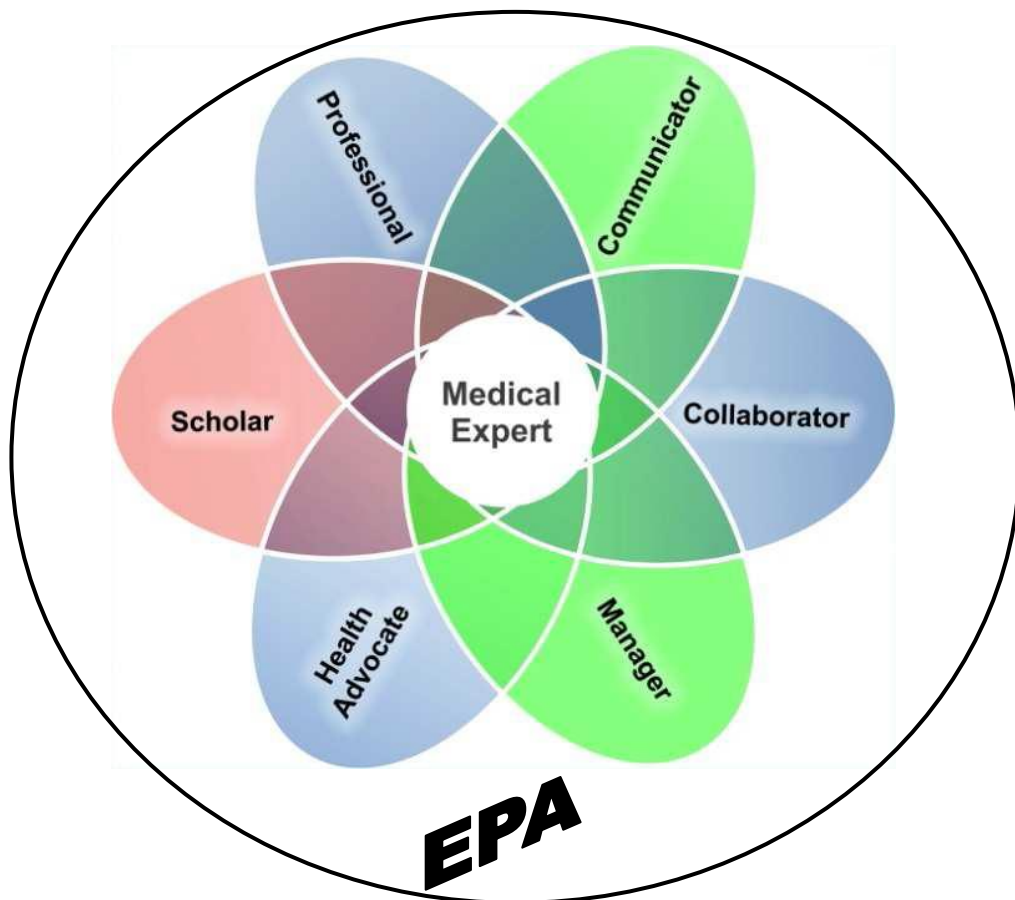 Professional
Communicator
Scholar
Medical
Expert
Collaborator
Health
Advocate
Manager
EPA